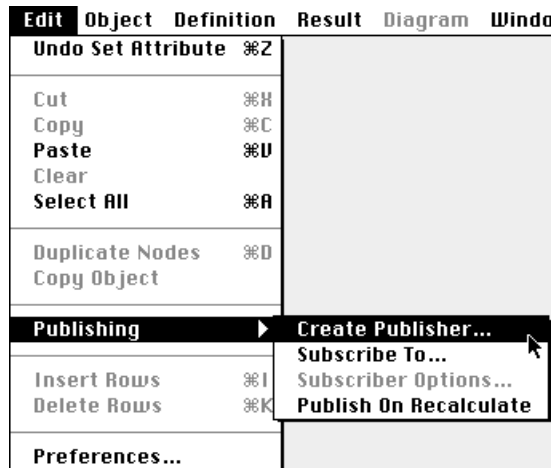 Edit Object Definition Result Diagram
Undo Set Attribute ⌘Z
Cut ⌘X
Copy ⌘C
Paste ⌘V
Clear
Select All ⌘A
Duplicate Nodes ⌘D
Copy Object
Publishing ▶ Create Publisher...
Subscribe To...
Insert Rows ⌘I Subscriber Options...
Delete Rows ⌘K Publish On Recalculate
Preferences...